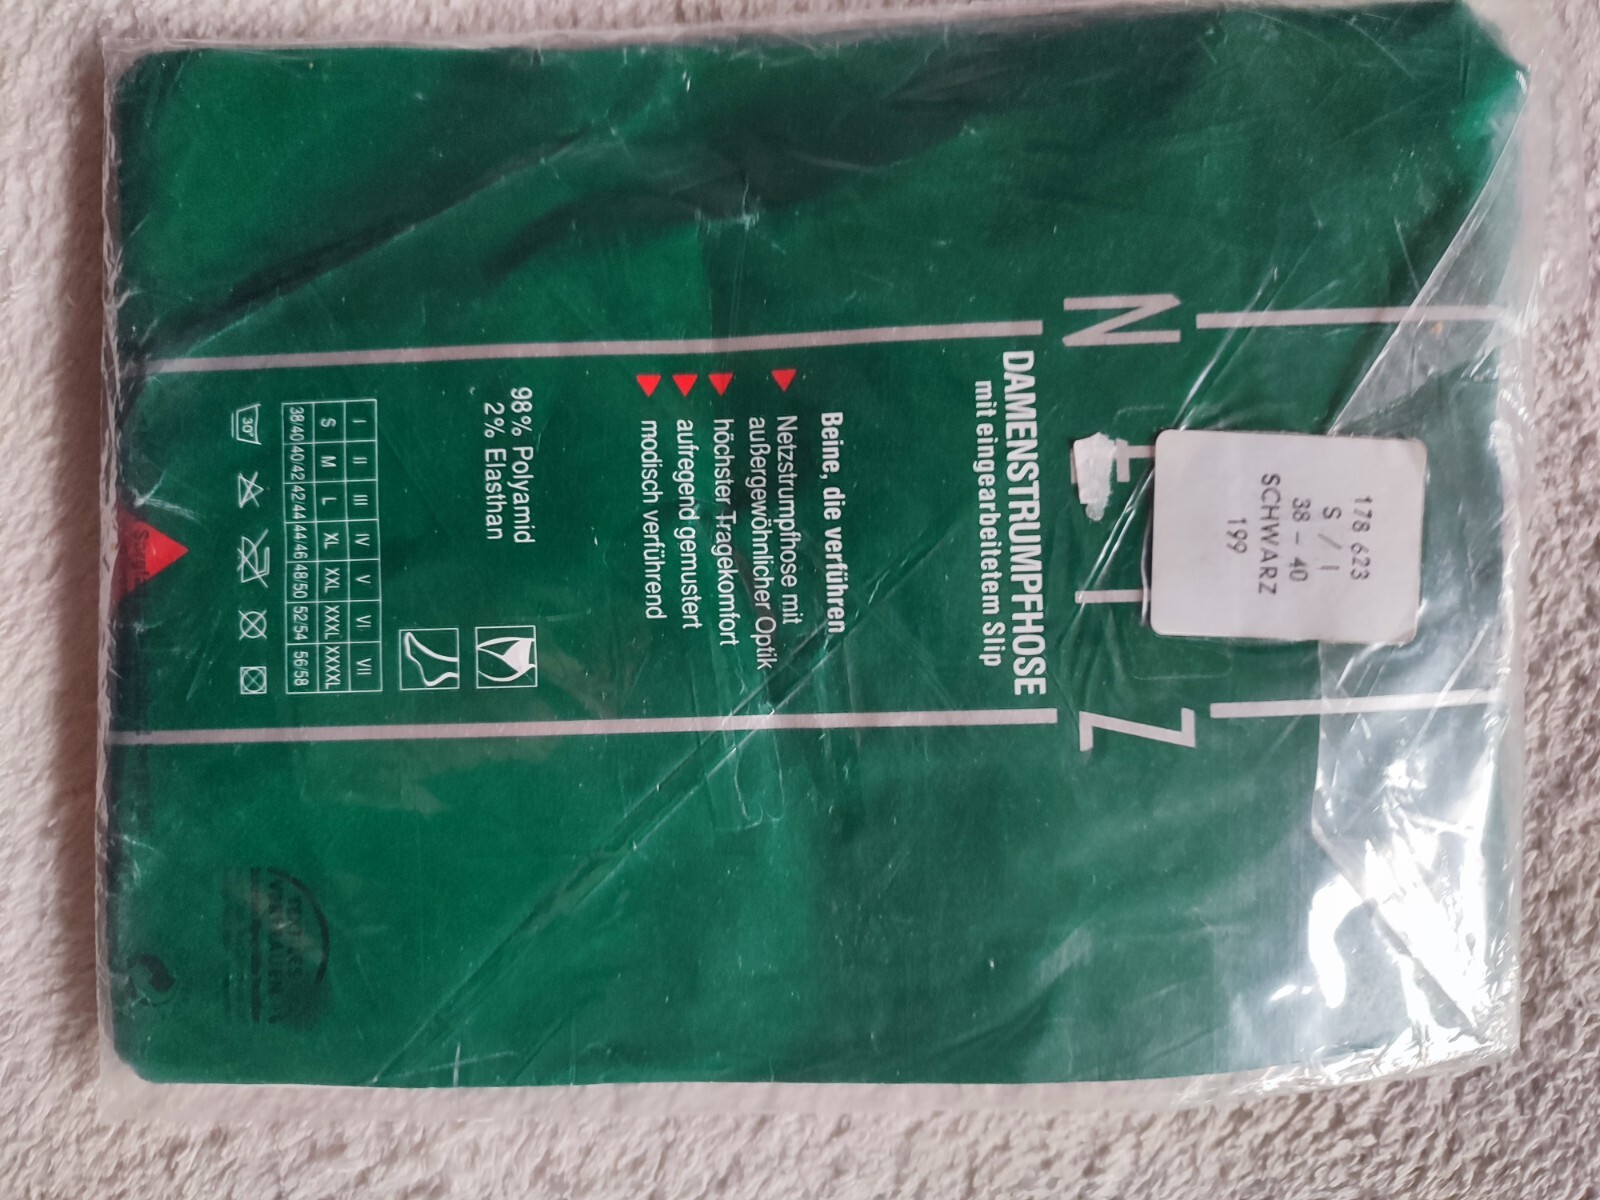 178 623
S / I
38 - 40
SCHWARZ
199
NETZ
DAMENSTRUMPFHOSE
mit eingearbeitetem Slip
Beine, die verführen
Netzstrumpfhose mit
außergewöhnlicher Optik
höchster Tragekomfort
aufregend gemustert
modisch verführend
98% Polyamid
2% Elasthan
I II III IV V VI VII
S M L XL XXL XXXL XXXXL
38/40 40/42 42/44 44/46 48/50 52/54 56/58
30°